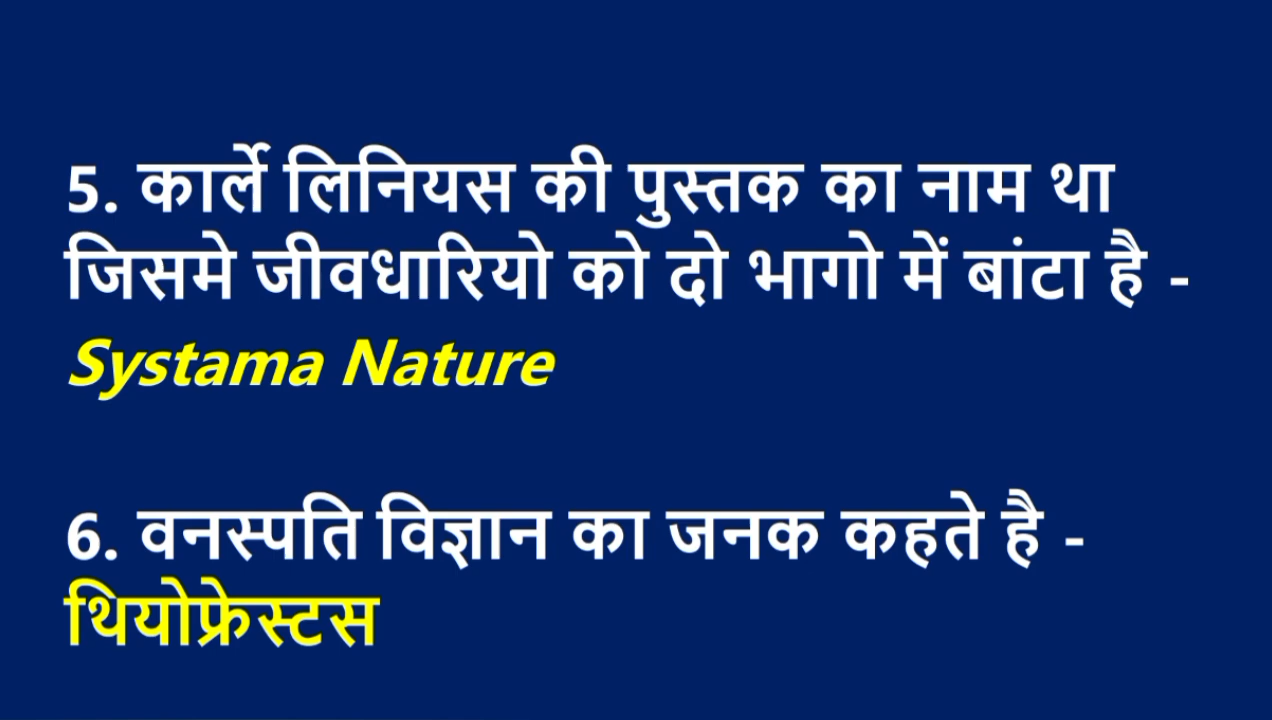 5. कार्ले लिनियस की पुस्तक का नाम था
जिसमे जीवधारियो को दो भागो में बांटा है -
Systama Nature
6. वनस्पति विज्ञान का जनक कहते है -
थियोफ्रेस्टस